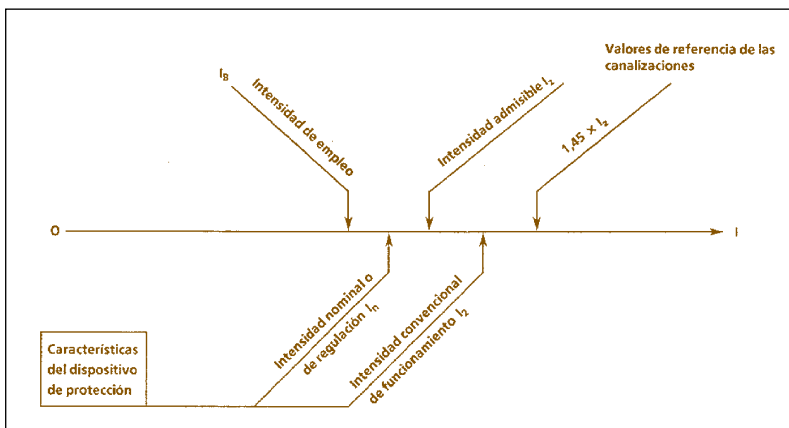 Valores de referencia de las
canalizaciones
I_B
Intensidad de empleo
Intensidad admisible I_z
1,45 × I_z
O
I
Intensidad nominal o
de regulación I_n
Intensidad convencional
de funcionamiento I_2
Características
del dispositivo
de protección